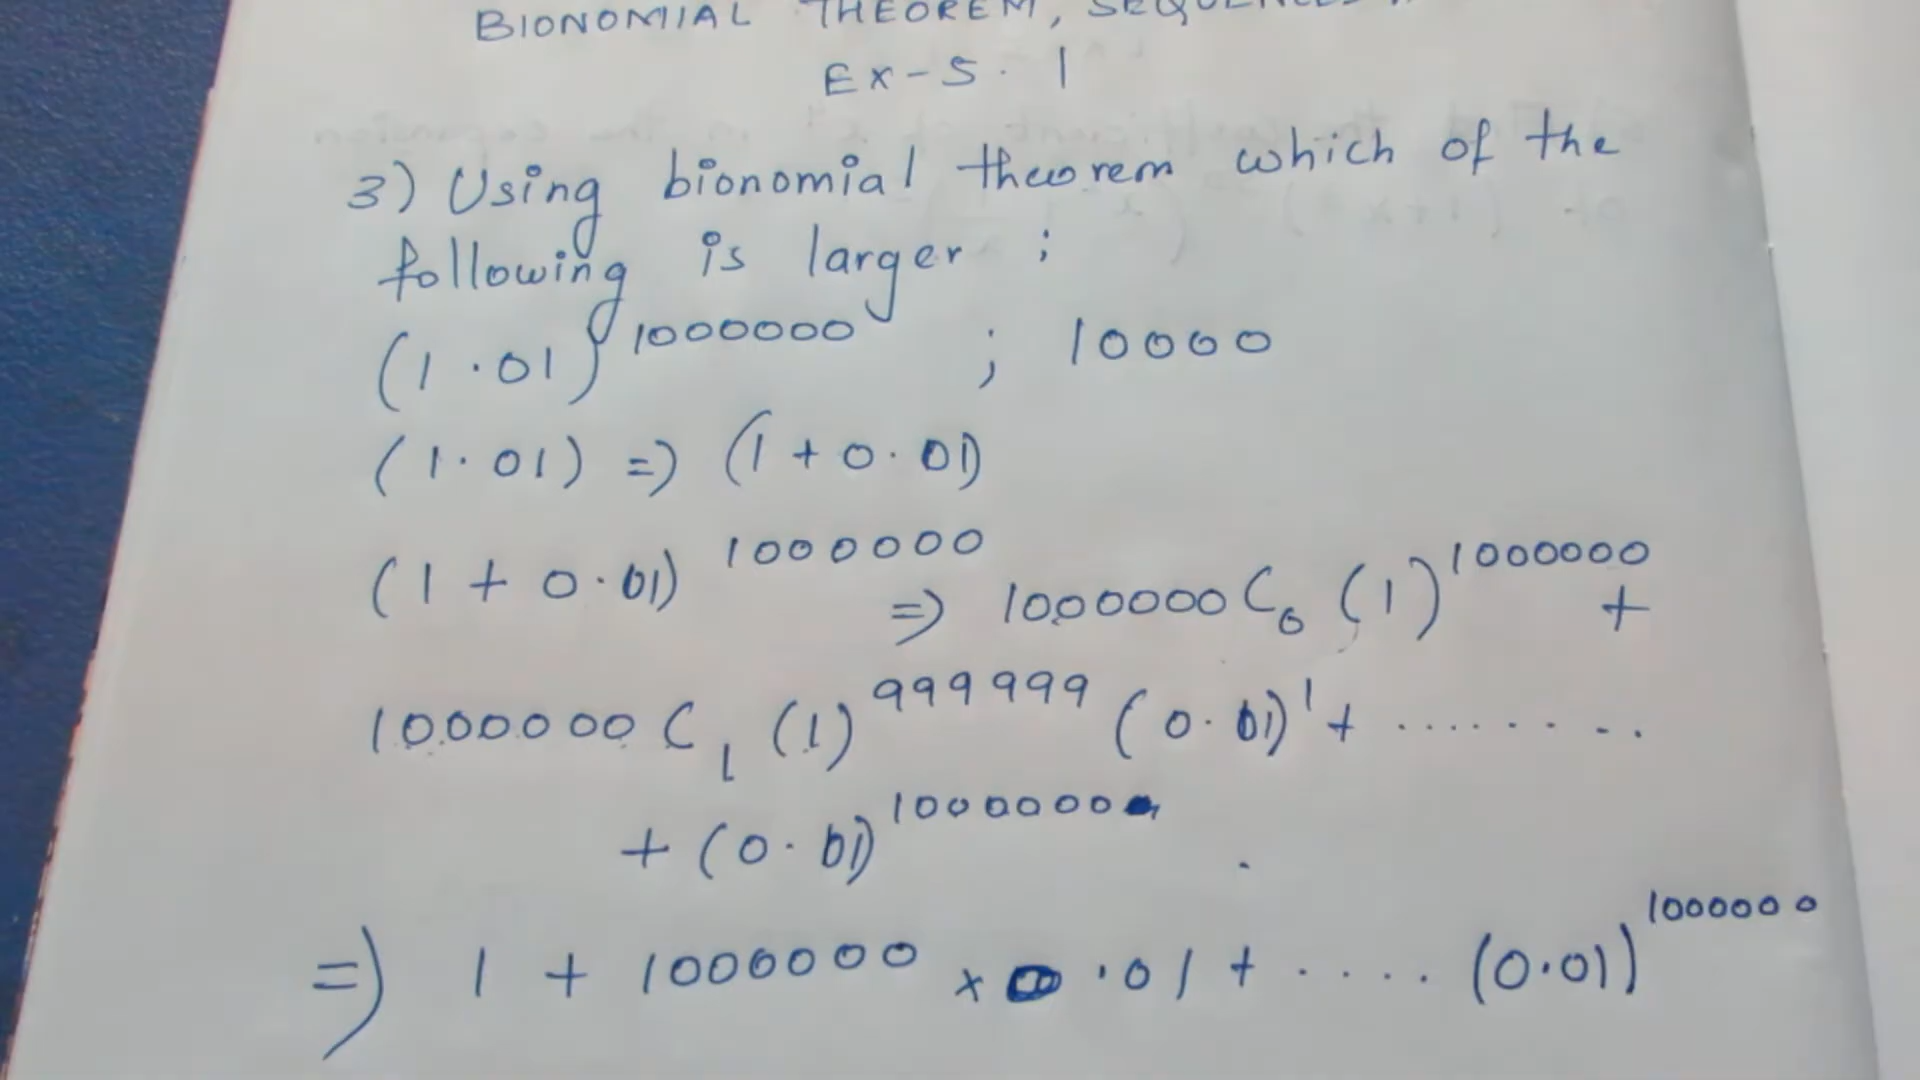 BIONOMIAL THEOREM,
Ex-5.1
3) Using bionomial theorem which of the
following is larger ;
(1.01)^1000000 ; 10000
(1.01) => (1+0.01)
(1+0.01)^1000000 => 1000000C₀ (1)^1000000 +
1000000C₁ (1)^999999 (0.01)^1 + ........
+ (0.01)^1000000
=> 1 + 1000000 × 0.01 + .... (0.01)^1000000